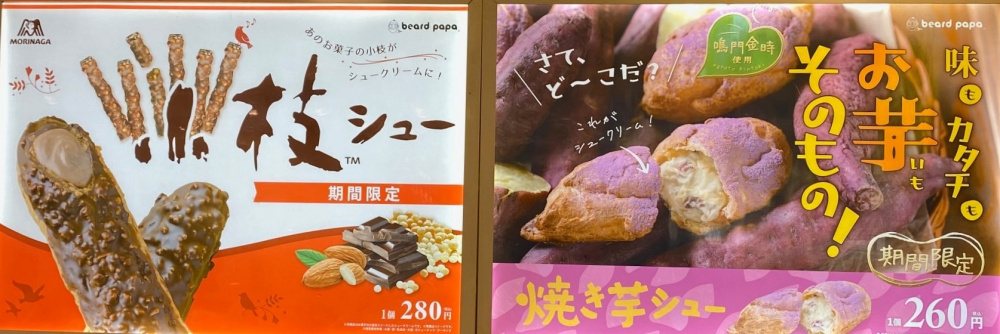 MORINAGA
beard papa
あのお菓子の小枝が
シュークリームに!
小枝シュー
TM
期間限定
1個 280円
beard papa
鳴門金時
使用
さて、
ど〜こだ?
これが
シュークリーム!
味もカタチも
お芋いも
そのもの!
期間限定
焼き芋シュー
1個 260円
税込